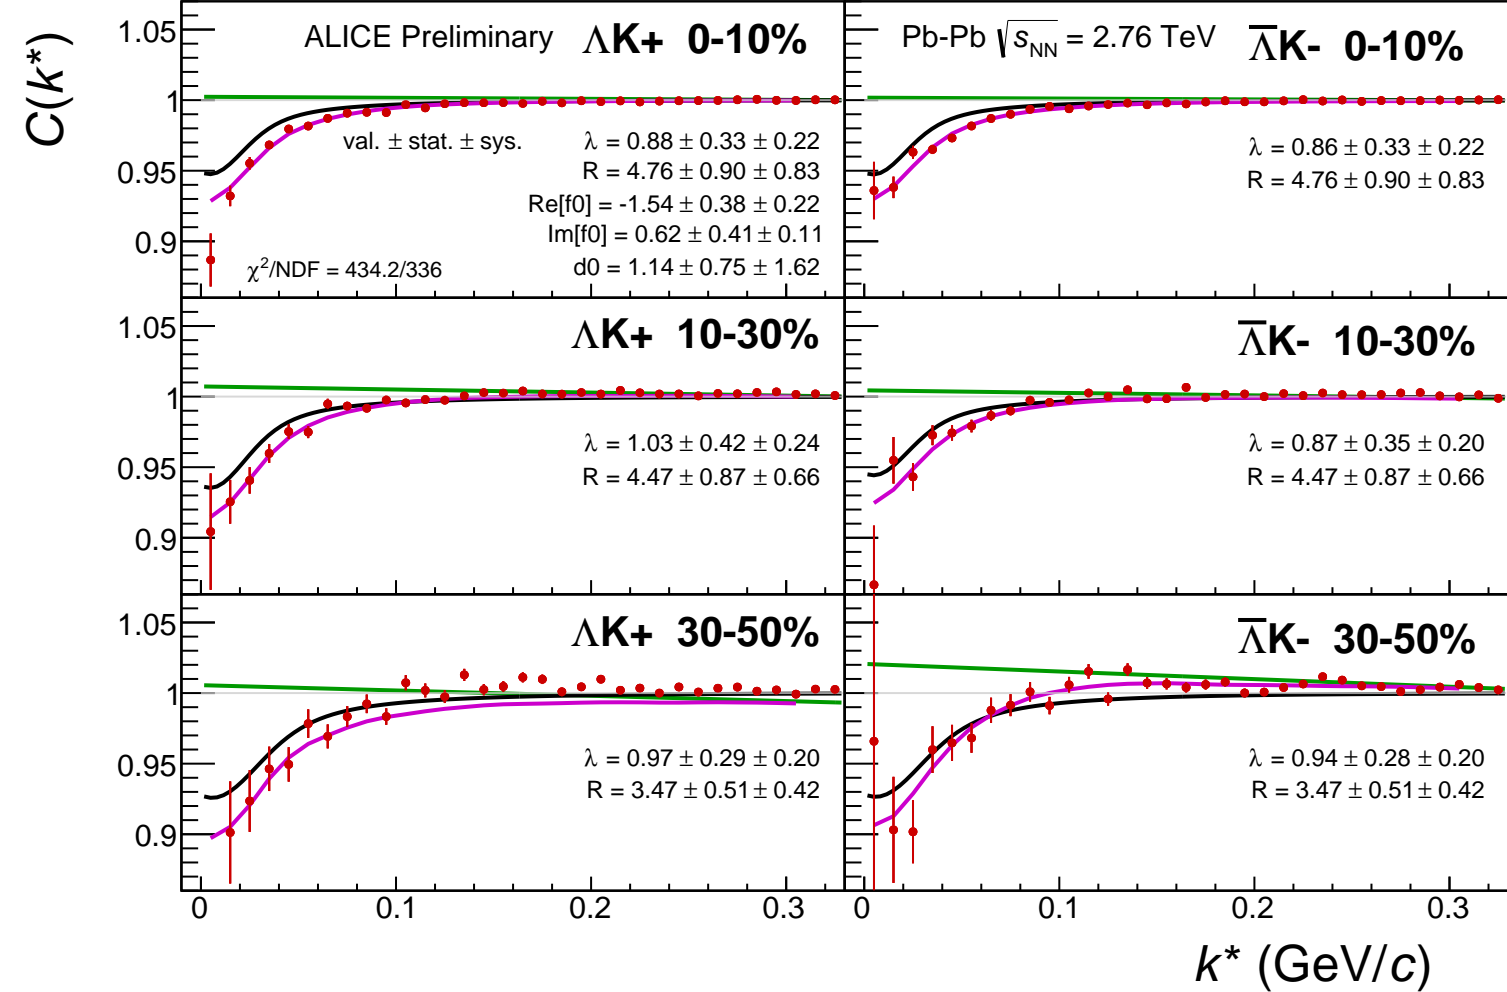 C(k*)
ALICE Preliminary ΛK+ 0-10%
val. ± stat. ± sys.
λ = 0.88 ± 0.33 ± 0.22
R = 4.76 ± 0.90 ± 0.83
Re[f0] = -1.54 ± 0.38 ± 0.22
Im[f0] = 0.62 ± 0.41 ± 0.11
d0 = 1.14 ± 0.75 ± 1.62
χ²/NDF = 434.2/336
1.05
1
0.95
0.9
Pb-Pb √s_NN = 2.76 TeV Λ̅K- 0-10%
λ = 0.86 ± 0.33 ± 0.22
R = 4.76 ± 0.90 ± 0.83
ΛK+ 10-30%
λ = 1.03 ± 0.42 ± 0.24
R = 4.47 ± 0.87 ± 0.66
1.05
1
0.95
0.9
Λ̅K- 10-30%
λ = 0.87 ± 0.35 ± 0.20
R = 4.47 ± 0.87 ± 0.66
ΛK+ 30-50%
λ = 0.97 ± 0.29 ± 0.20
R = 3.47 ± 0.51 ± 0.42
1.05
1
0.95
0.9
Λ̅K- 30-50%
λ = 0.94 ± 0.28 ± 0.20
R = 3.47 ± 0.51 ± 0.42
0 0.1 0.2 0.3
0 0.1 0.2 0.3
k* (GeV/c)